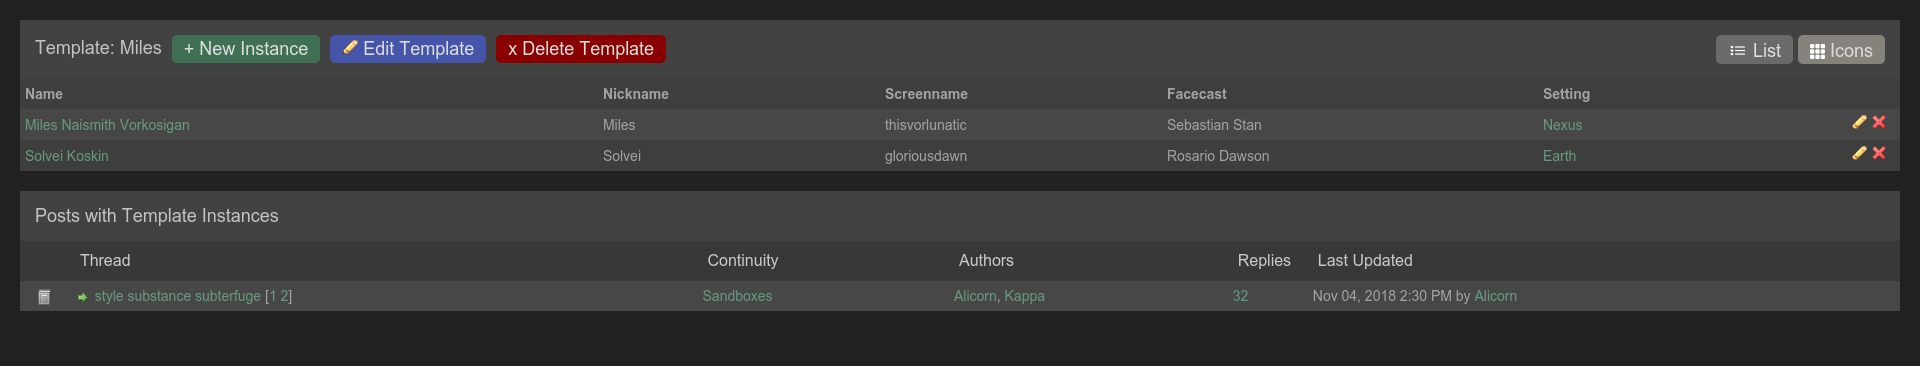 Template: Miles + New Instance Edit Template x Delete Template List Icons
Name Nickname Screenname Facecast Setting
Miles Naismith Vorkosigan Miles thisvorlunatic Sebastian Stan Nexus
Solvei Koskin Solvei gloriousdawn Rosario Dawson Earth
Posts with Template Instances
Thread Continuity Authors Replies Last Updated
style substance subterfuge [1 2] Sandboxes Alicorn, Kappa 32 Nov 04, 2018 2:30 PM by Alicorn